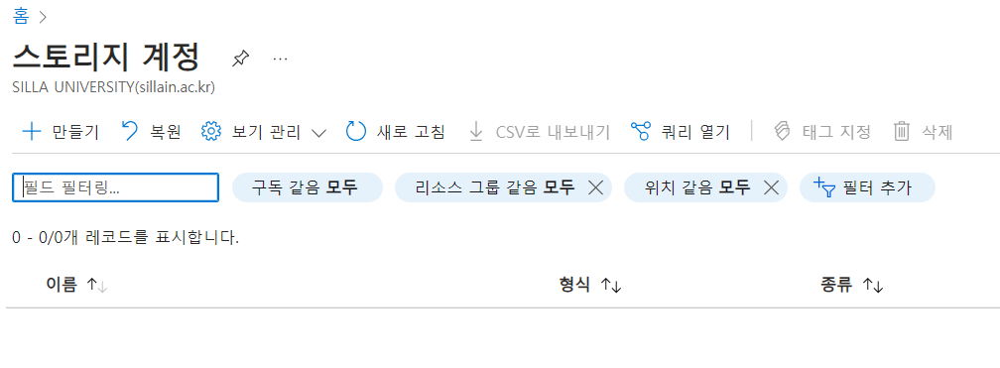 홈
스토리지 계정 ...
SILLA UNIVERSITY(sillain.ac.kr)
만들기 복원 보기 관리 새로 고침 CSV로 내보내기 쿼리 열기 태그 지정 삭제
필드 필터링... 구독 같음 모두 리소스 그룹 같음 모두 위치 같음 모두 필터 추가
0 - 0/0개 레코드를 표시합니다.
이름 형식 종류